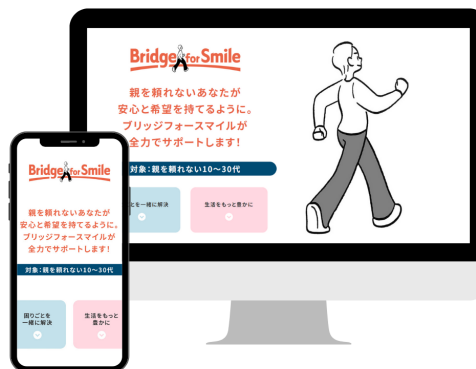 Bridge for Smile
親を頼れないあなたが
安心と希望を持てるように。
ブリッジフォースマイルが
全力でサポートします！
対象：親を頼れない10〜30代
ごとを一緒に解決
生活をもっと豊かに
Bridge for Smile
親を頼れないあなたが
安心と希望を持てるように。
ブリッジフォースマイルが
全力でサポートします！
対象：親を頼れない10〜30代
困りごとを
一緒に解決
生活をもっと
豊かに